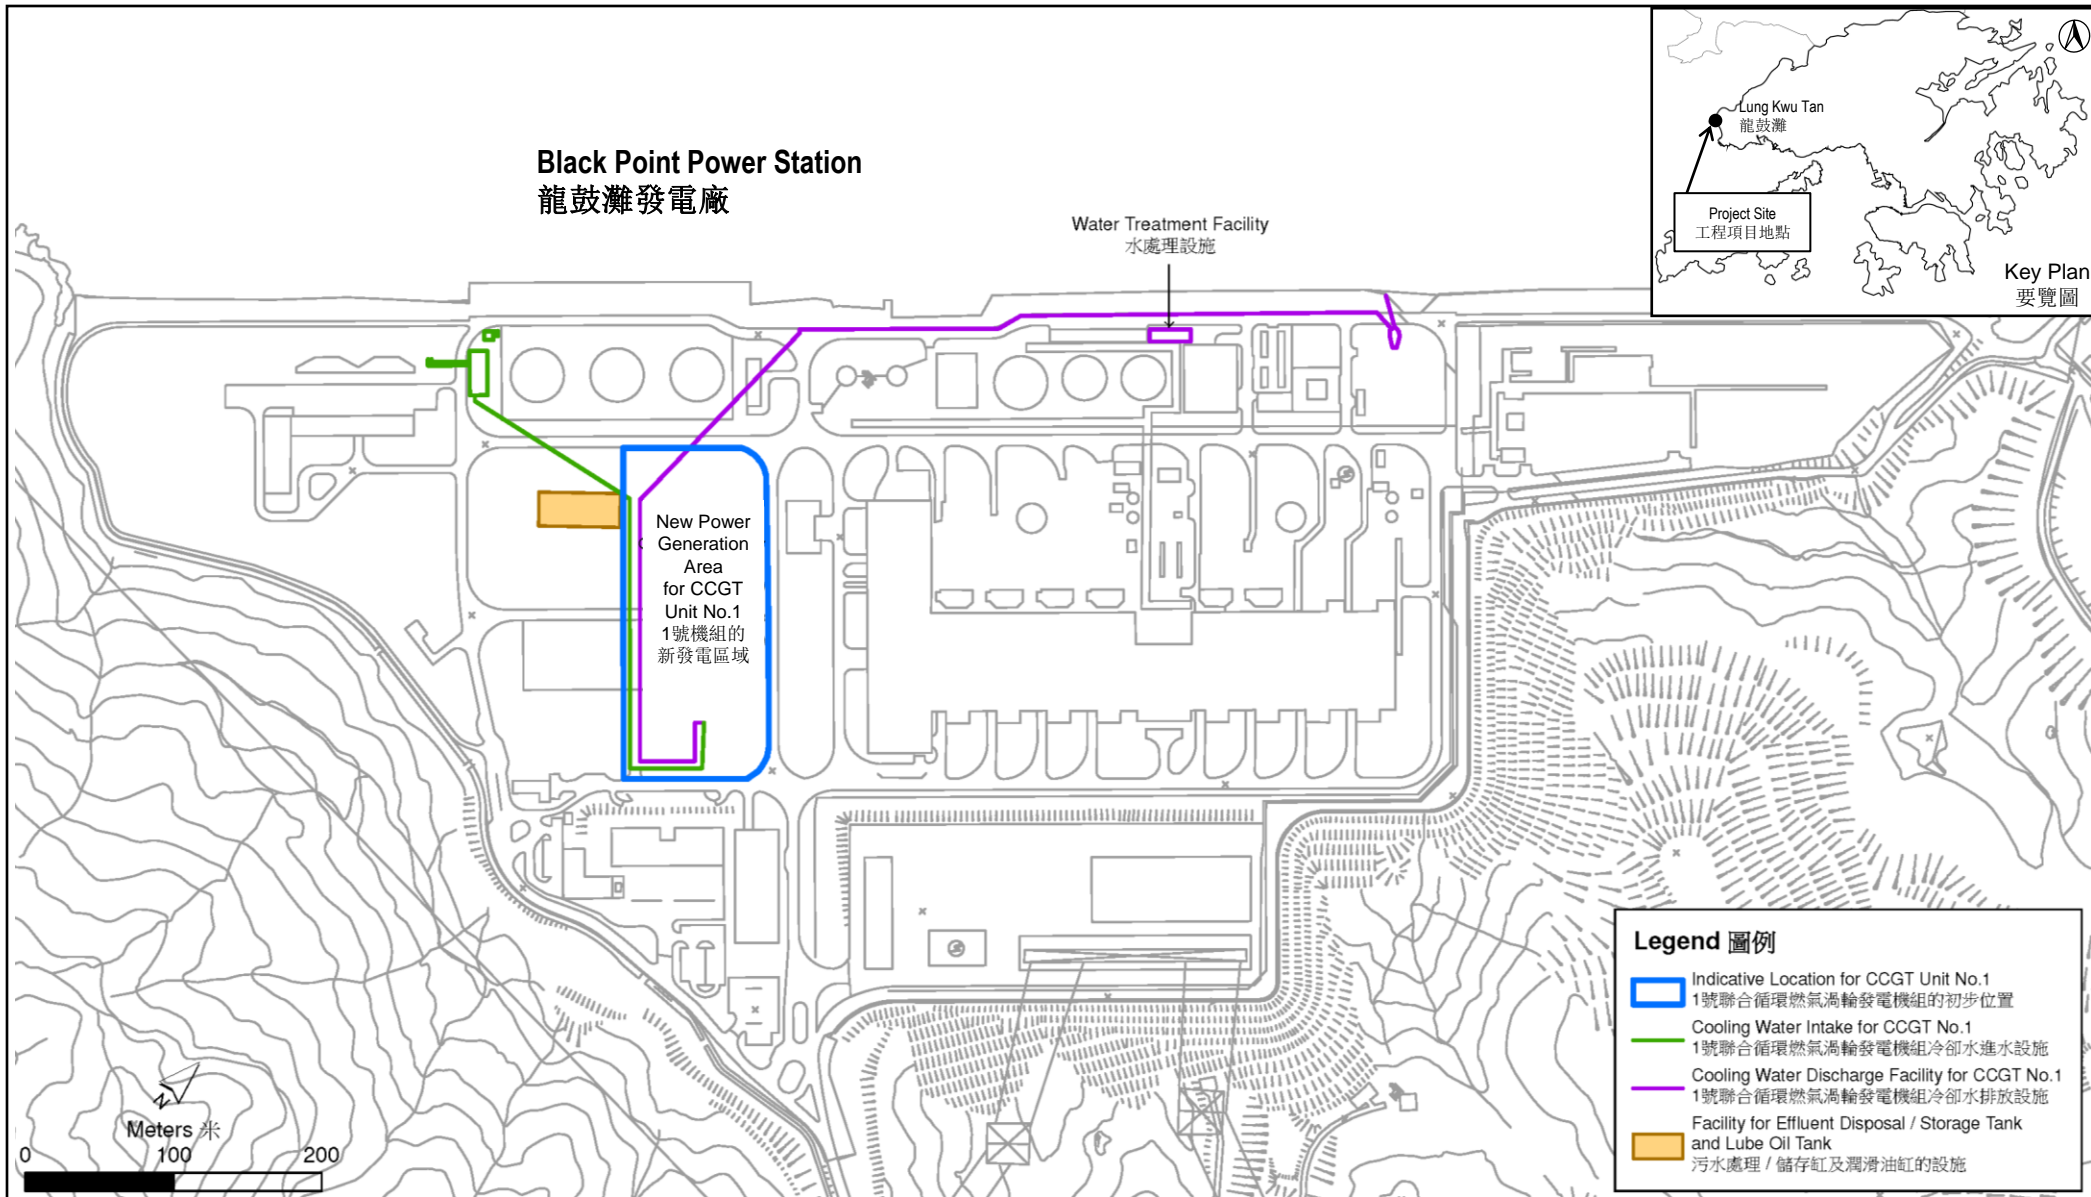 Black Point Power Station
龍鼓灘發電廠
Water Treatment Facility
水處理設施
Lung Kwu Tan
龍鼓灘
Project Site
工程項目地點
Key Plan
要覽圖
New Power
Generation
Area
for CCGT
Unit No.1
1號機組的
新發電區域
Legend 圖例
Indicative Location for CCGT Unit No.1
1號聯合循環燃氣渦輪發電機組的初步位置
Cooling Water Intake for CCGT No.1
1號聯合循環燃氣渦輪發電機組冷卻水進水設施
Cooling Water Discharge Facility for CCGT No.1
1號聯合循環燃氣渦輪發電機組冷卻水排放設施
Facility for Effluent Disposal / Storage Tank
and Lube Oil Tank
污水處理 / 儲存缸及潤滑油缸的設施
N
Meters 米
0 100 200